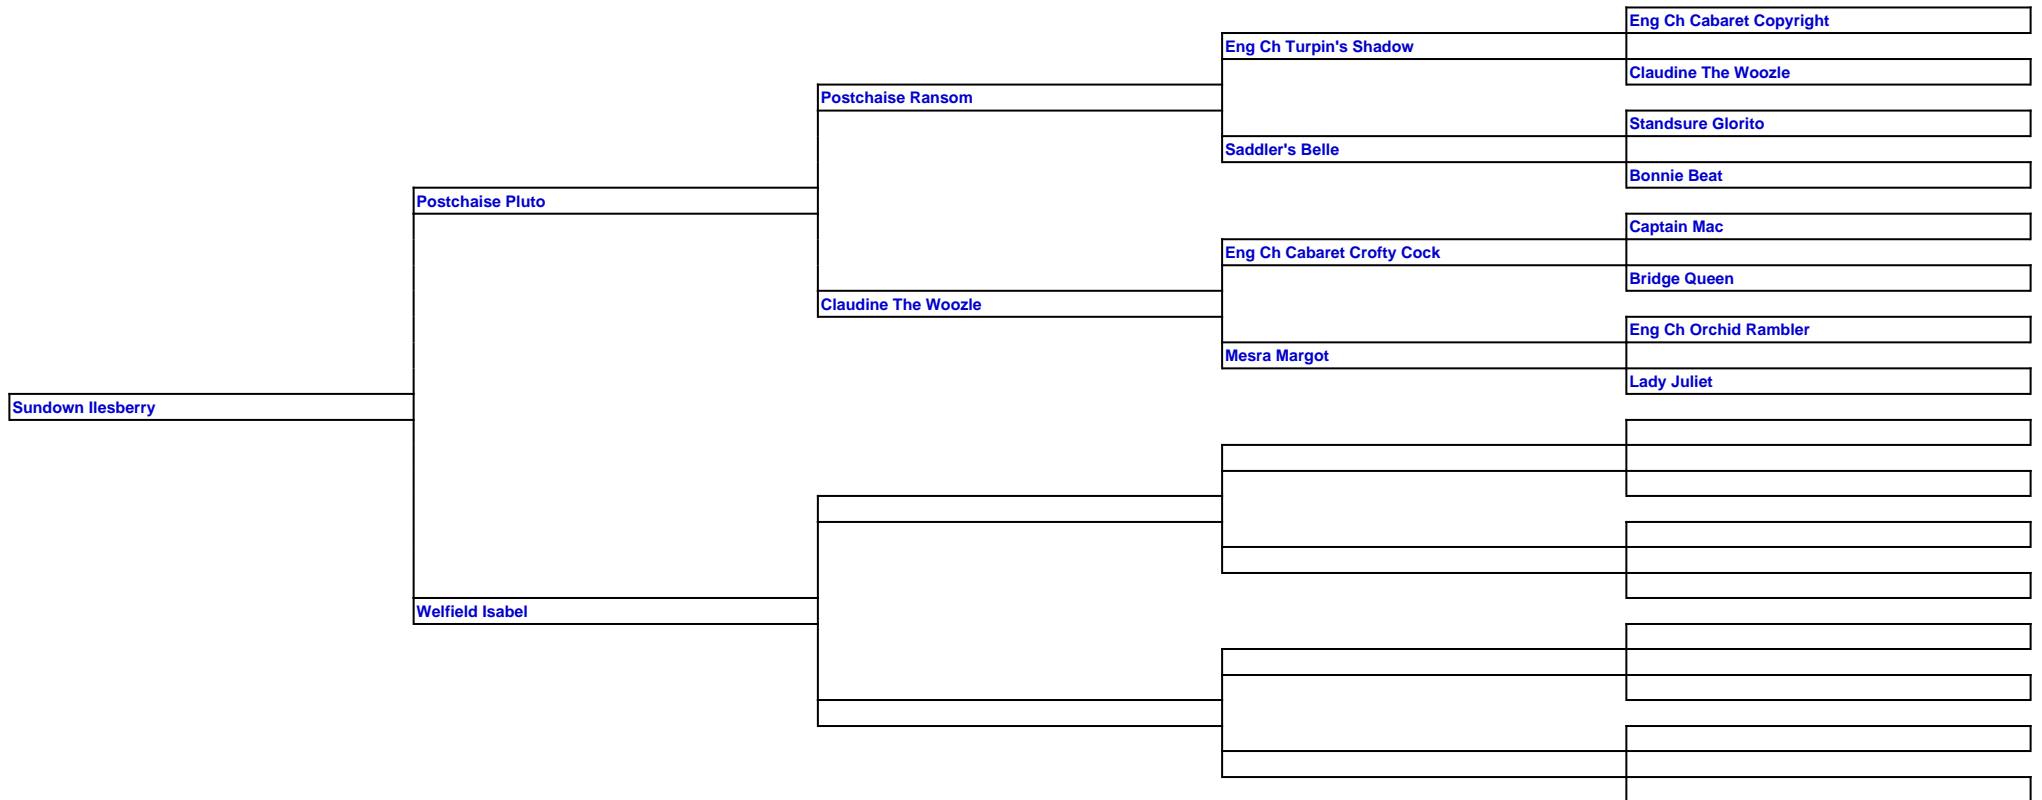 Eng Ch Cabaret Copyright
Eng Ch Turpin's Shadow
Claudine The Woozle
Postchaise Ransom
Standsure Glorito
Saddler's Belle
Bonnie Beat
Postchaise Pluto
Captain Mac
Eng Ch Cabaret Crofty Cock
Bridge Queen
Claudine The Woozle
Eng Ch Orchid Rambler
Mesra Margot
Lady Juliet
Sundown Ilesberry
Welfield Isabel